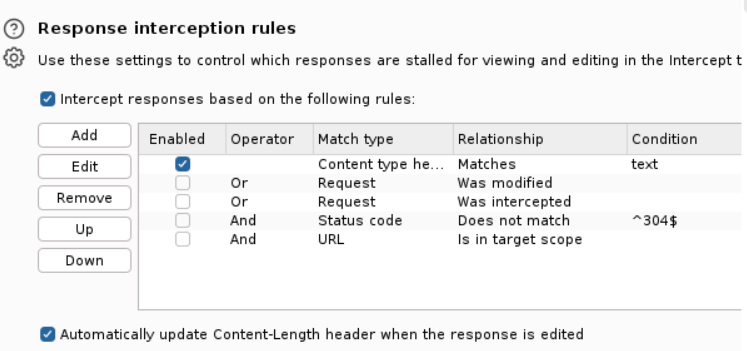 Response interception rules
Use these settings to control which responses are stalled for viewing and editing in the Intercept t
Intercept responses based on the following rules:
Add
Edit
Remove
Up
Down
Enabled Operator Match type Relationship Condition
Content type he... Matches text
Or Request Was modified
Or Request Was intercepted
And Status code Does not match ^304$
And URL Is in target scope
Automatically update Content-Length header when the response is edited